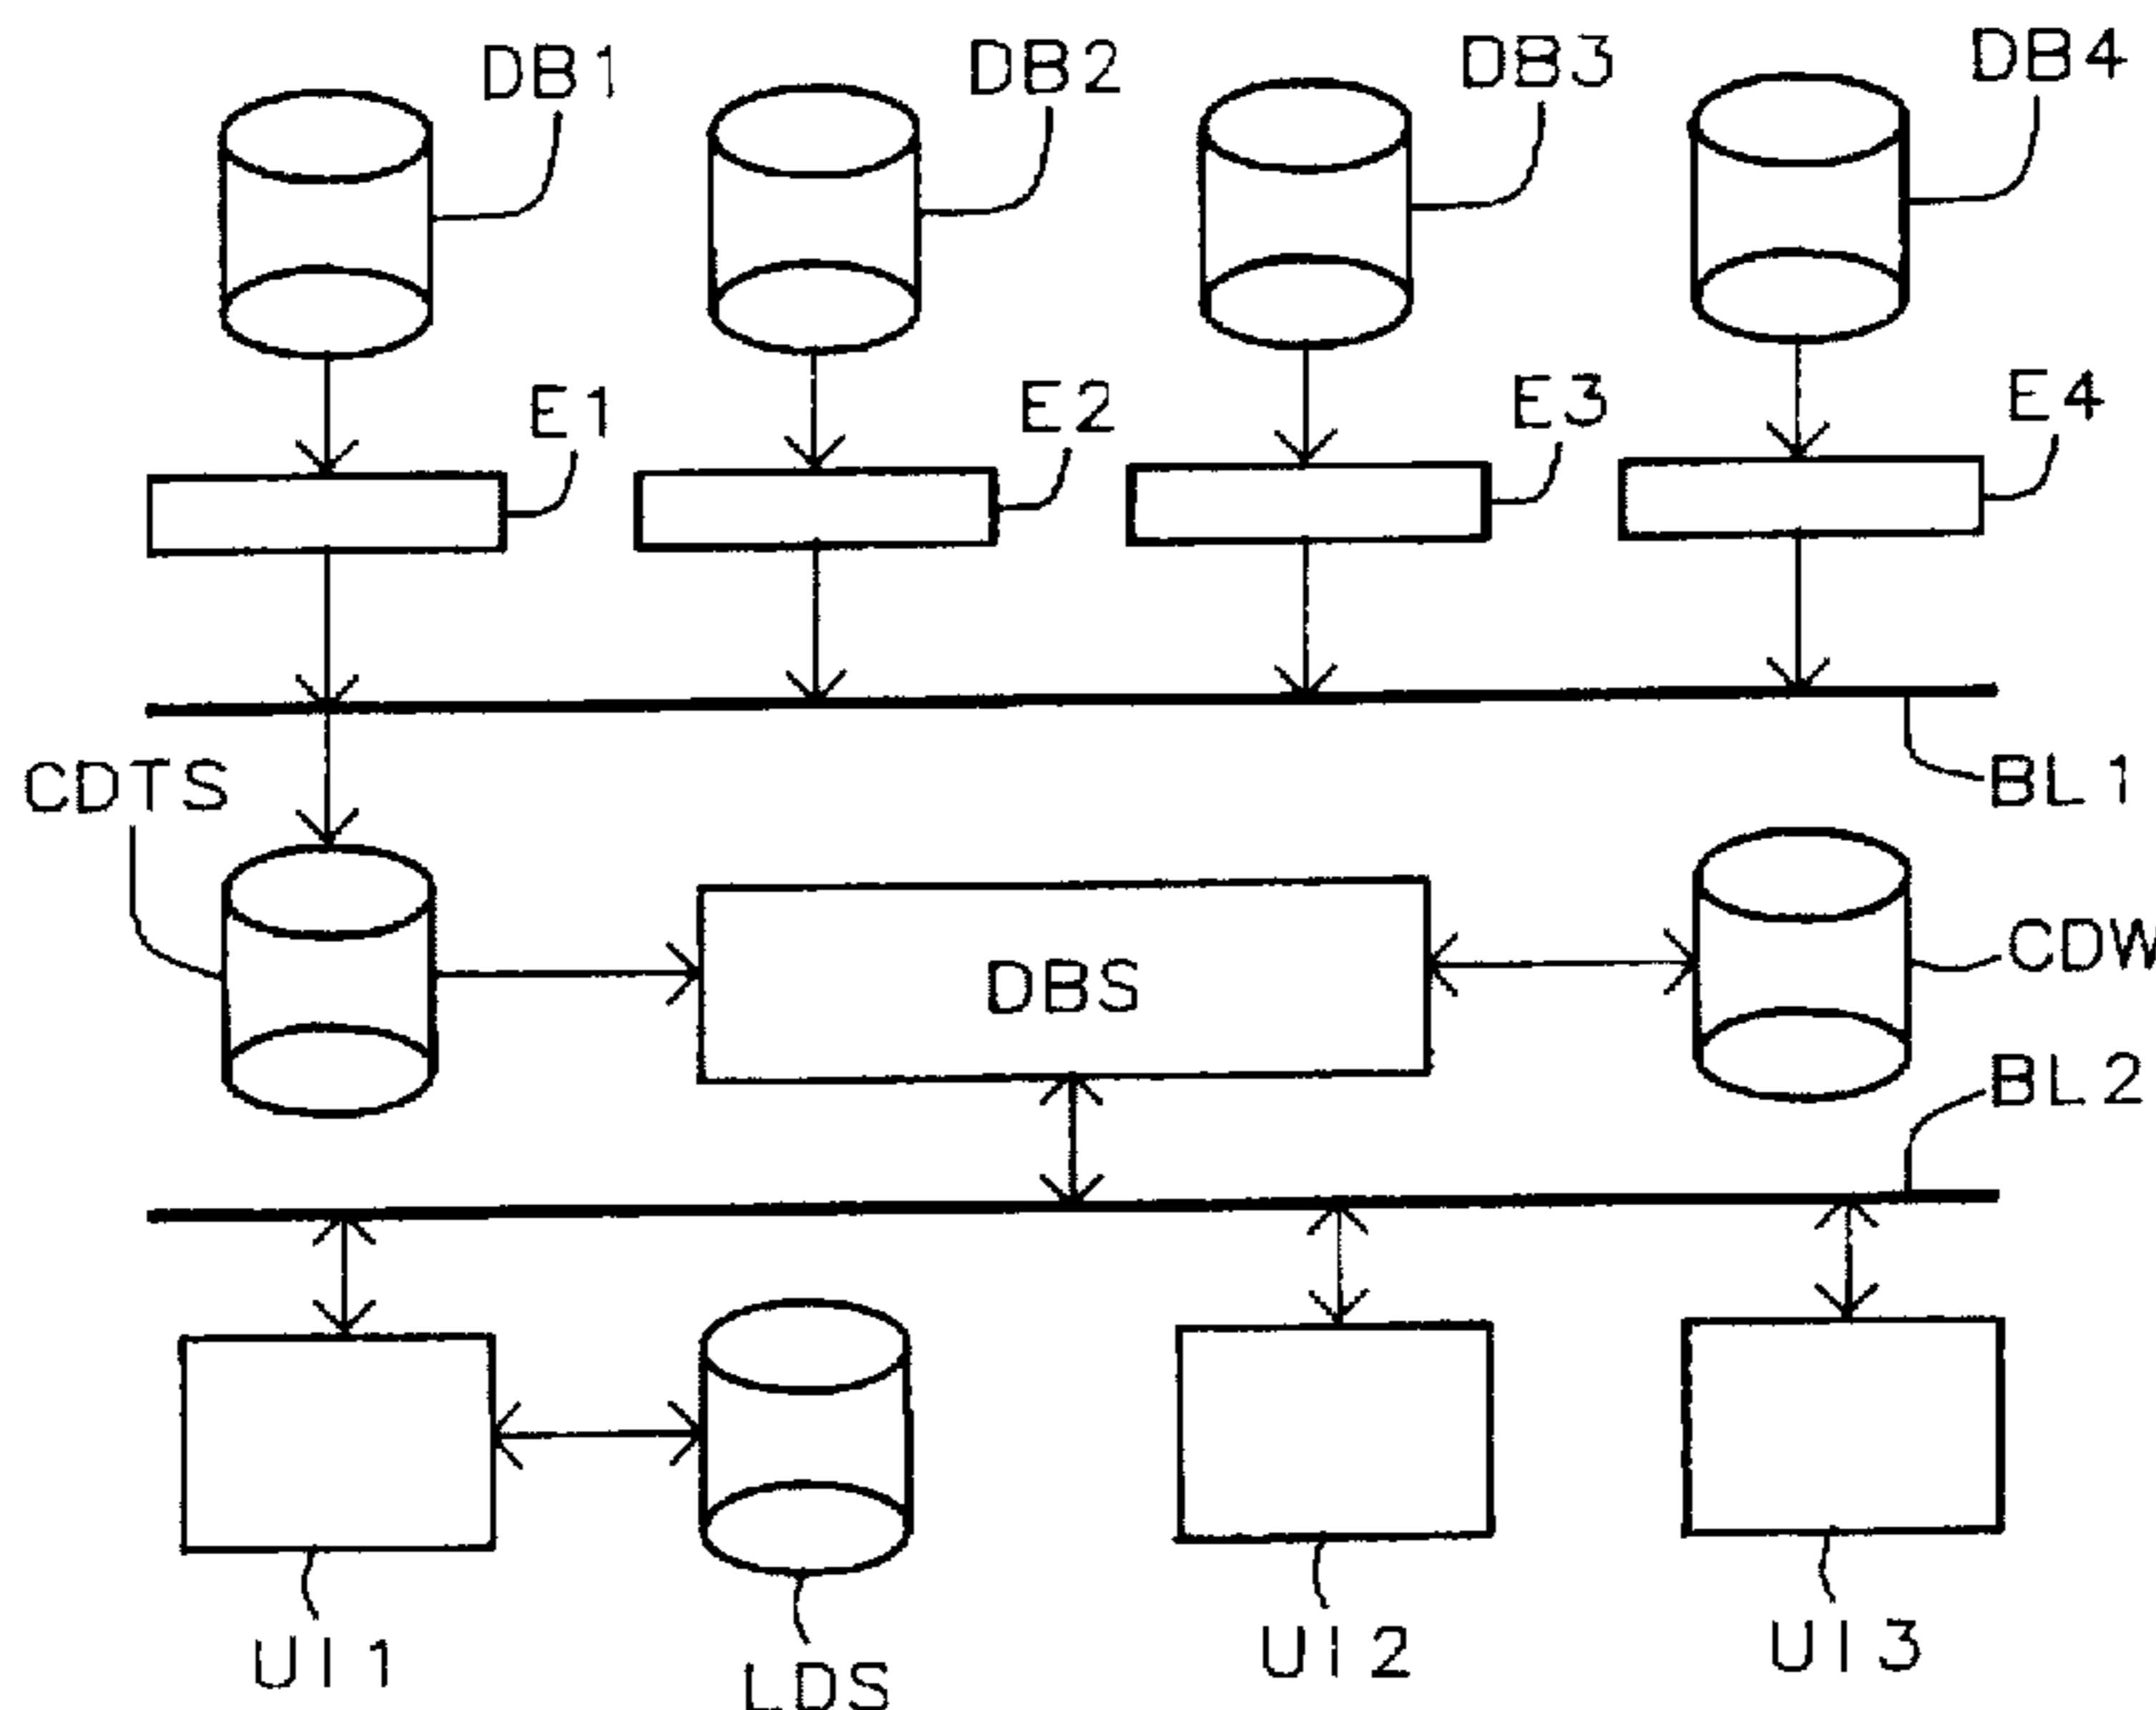 DB1 DB2 DB3 DB4
E1 E2 E3 E4
BL1
CDTS
DBS
CDW
BL2
UI1 LDS UI2 UI3